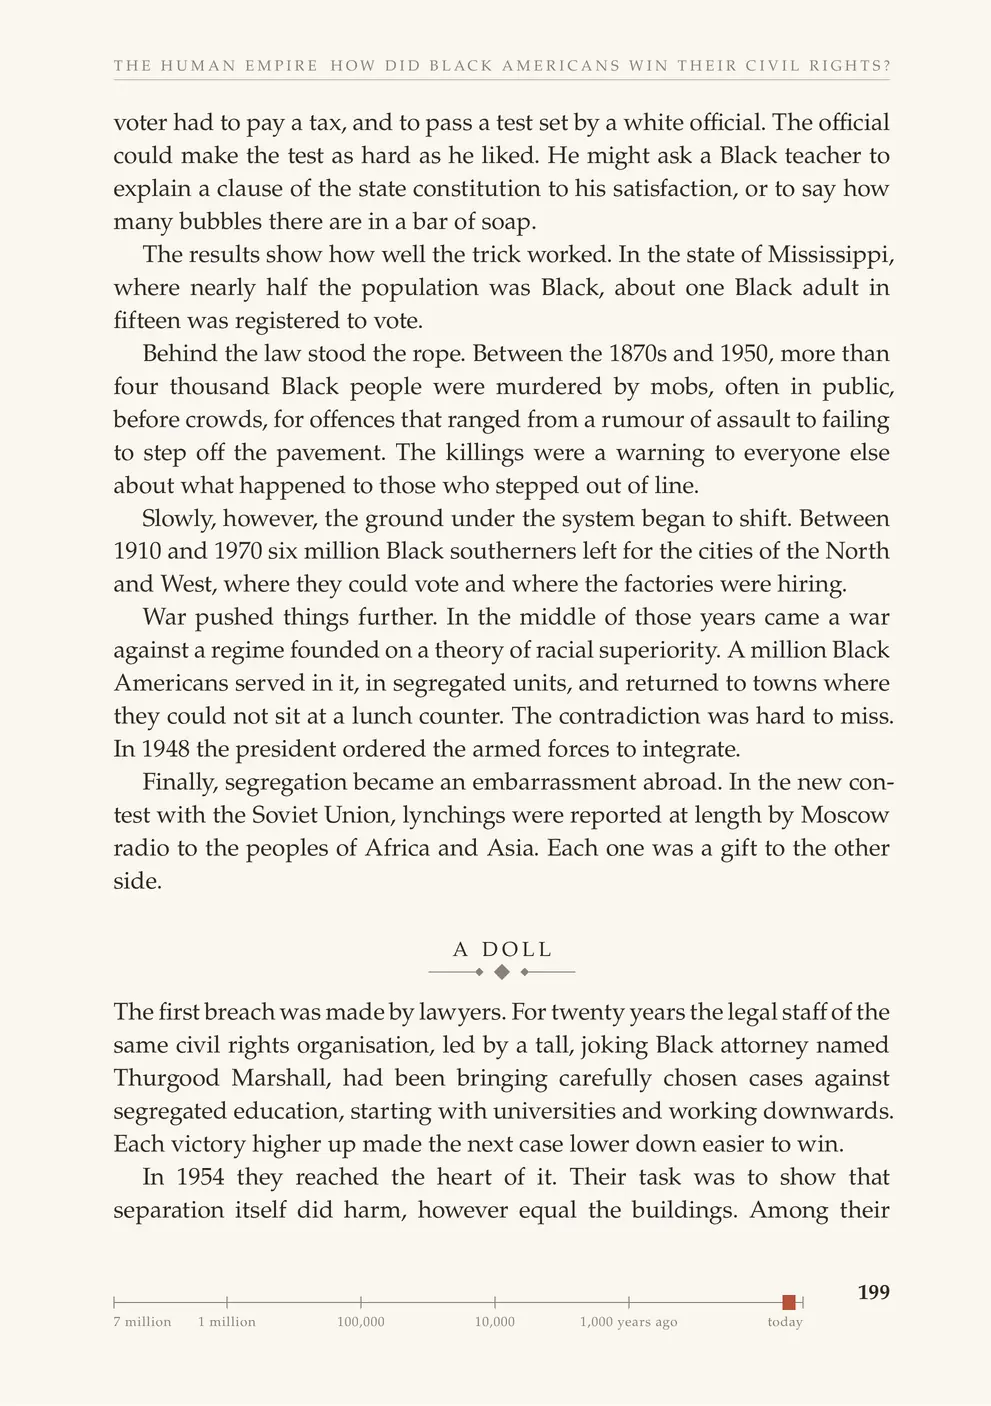 THE HUMAN EMPIRE HOW DID BLACK AMERICANS WIN THEIR CIVIL RIGHTS?
voter had to pay a tax, and to pass a test set by a white official. The official
could make the test as hard as he liked. He might ask a Black teacher to
explain a clause of the state constitution to his satisfaction, or to say how
many bubbles there are in a bar of soap.
The results show how well the trick worked. In the state of Mississippi,
where nearly half the population was Black, about one Black adult in
fifteen was registered to vote.
Behind the law stood the rope. Between the 1870s and 1950, more than
four thousand Black people were murdered by mobs, often in public,
before crowds, for offences that ranged from a rumour of assault to failing
to step off the pavement. The killings were a warning to everyone else
about what happened to those who stepped out of line.
Slowly, however, the ground under the system began to shift. Between
1910 and 1970 six million Black southerners left for the cities of the North
and West, where they could vote and where the factories were hiring.
War pushed things further. In the middle of those years came a war
against a regime founded on a theory of racial superiority. A million Black
Americans served in it, in segregated units, and returned to towns where
they could not sit at a lunch counter. The contradiction was hard to miss.
In 1948 the president ordered the armed forces to integrate.
Finally, segregation became an embarrassment abroad. In the new con-
test with the Soviet Union, lynchings were reported at length by Moscow
radio to the peoples of Africa and Asia. Each one was a gift to the other
side.
A DOLL
The first breach was made by lawyers. For twenty years the legal staff of the
same civil rights organisation, led by a tall, joking Black attorney named
Thurgood Marshall, had been bringing carefully chosen cases against
segregated education, starting with universities and working downwards.
Each victory higher up made the next case lower down easier to win.
In 1954 they reached the heart of it. Their task was to show that
separation itself did harm, however equal the buildings. Among their
199
7 million 1 million 100,000 10,000 1,000 years ago today